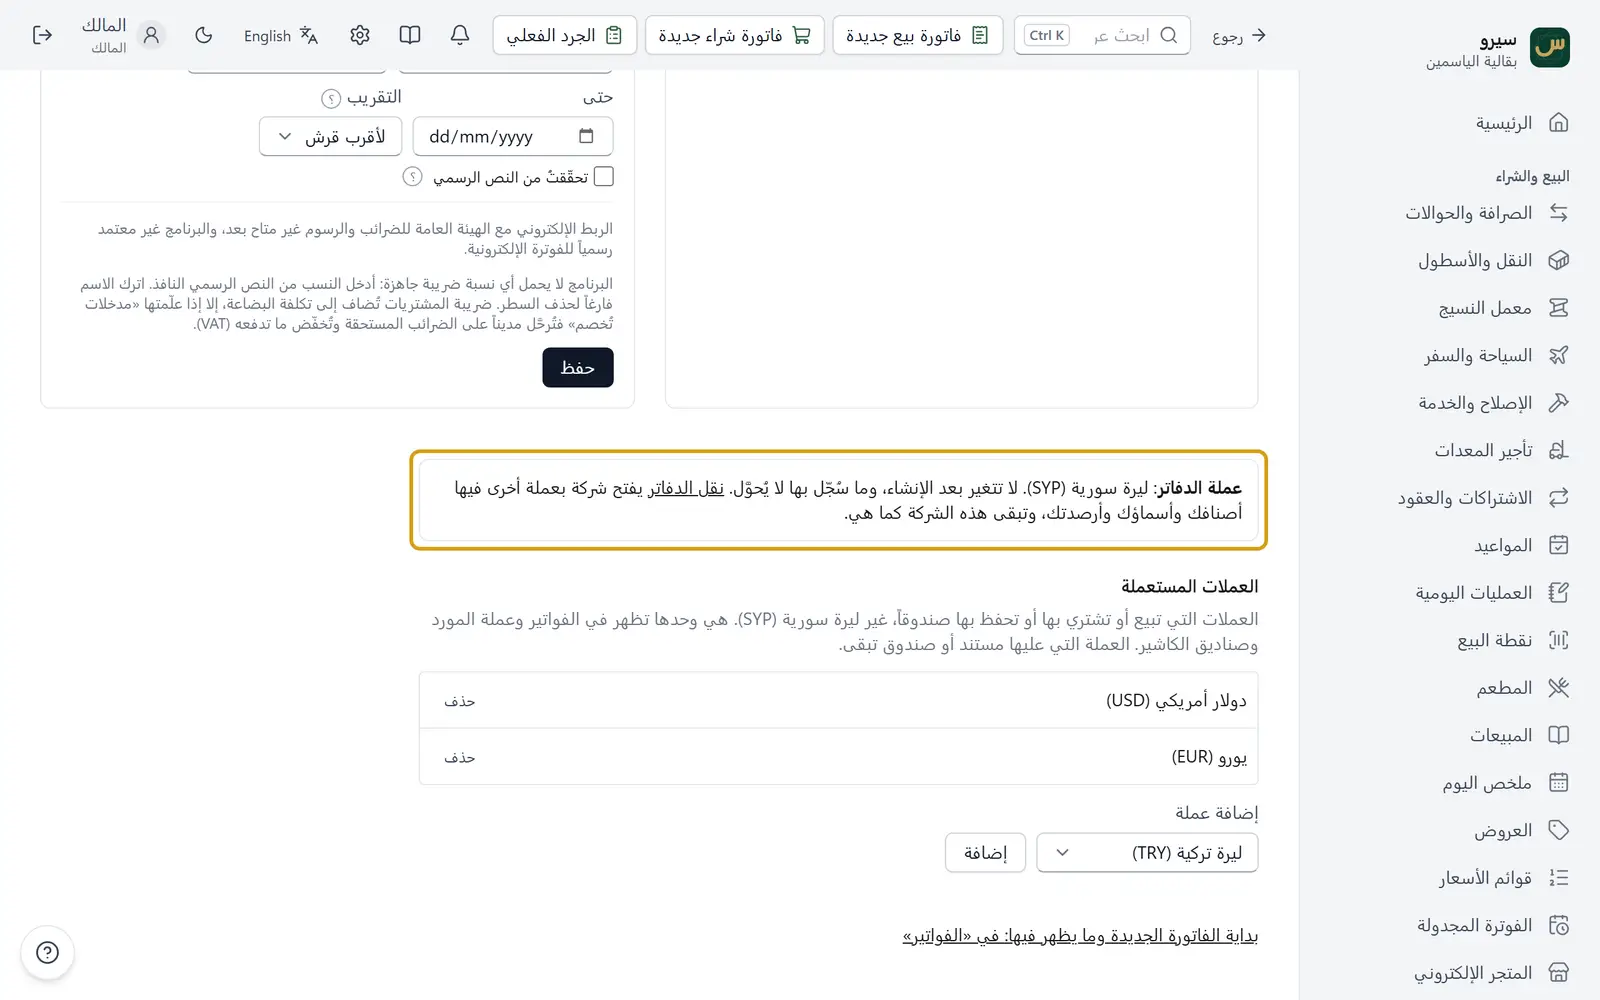 سيرو
بقالية الياسمين
رجوع
ابحث عر
Ctrl K
فاتورة بيع جديدة
فاتورة شراء جديدة
الجرد الفعلي
English
المالك
المالك
الرئيسية
البيع والشراء
الصرافة والحوالات
النقل والأسطول
معمل النسيج
السياحة والسفر
الإصلاح والخدمة
تأجير المعدات
الاشتراكات والعقود
المواعيد
العمليات اليومية
نقطة البيع
المطعم
المبيعات
ملخص اليوم
العروض
قوائم الأسعار
الفوترة المجدولة
المتجر الإلكتروني
حتى
التقريب
dd/mm/yyyy
لأقرب قرش
تحقّقتُ من النص الرسمي
الربط الإلكتروني مع الهيئة العامة للضرائب والرسوم غير متاح بعد، والبرنامج غير معتمد
رسمياً للفوترة الإلكترونية.
البرنامج لا يحمل أي نسبة ضريبة جاهزة: أدخل النسب من النص الرسمي النافذ. اترك الاسم
فارغاً لحذف السطر. ضريبة المشتريات تُضاف إلى تكلفة البضاعة، إلا إذا علّمتها «مدخلات
تُخصم» فتُرحَّل مديناً على الضرائب المستحقة وتُخفّض ما تدفعه (VAT).
حفظ
عملة الدفاتر: ليرة سورية (SYP). لا تتغير بعد الإنشاء، وما سُجّل بها لا يُحوَّل. نقل الدفاتر يفتح شركة بعملة أخرى فيها
أصنافك وأسماؤك وأرصدتك، وتبقى هذه الشركة كما هي.
العملات المستعملة
العملات التي تبيع أو تشتري بها أو تحفظ بها صندوقاً، غير ليرة سورية (SYP). هي وحدها تظهر في الفواتير وعملة المورد
وصناديق الكاشير. العملة التي عليها مستند أو صندوق تبقى.
دولار أمريكي (USD)
حذف
يورو (EUR)
حذف
إضافة عملة
ليرة تركية (TRY)
إضافة
بداية الفاتورة الجديدة وما يظهر فيها: في «الفواتير»